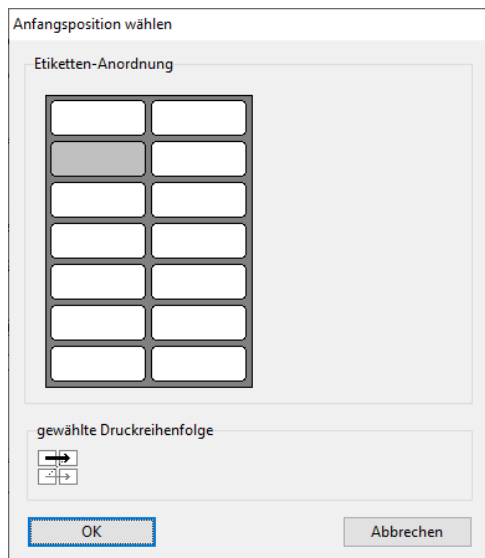 Anfangsposition wählen
Etiketten-Anordnung
gewählte Druckreihenfolge
OK
Abbrechen